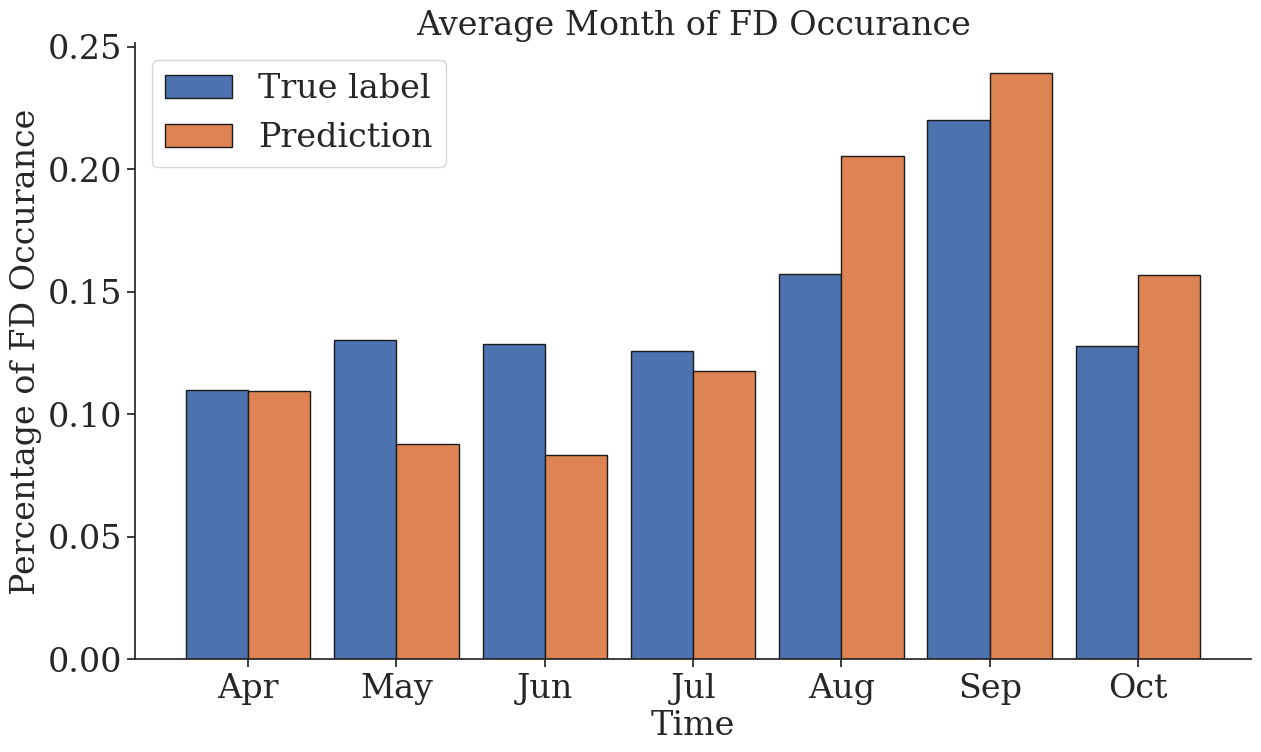 Average Month of FD Occurance
True label
Prediction
Percentage of FD Occurance
0.25
0.20
0.15
0.10
0.05
0.00
Apr May Jun Jul Aug Sep Oct
Time